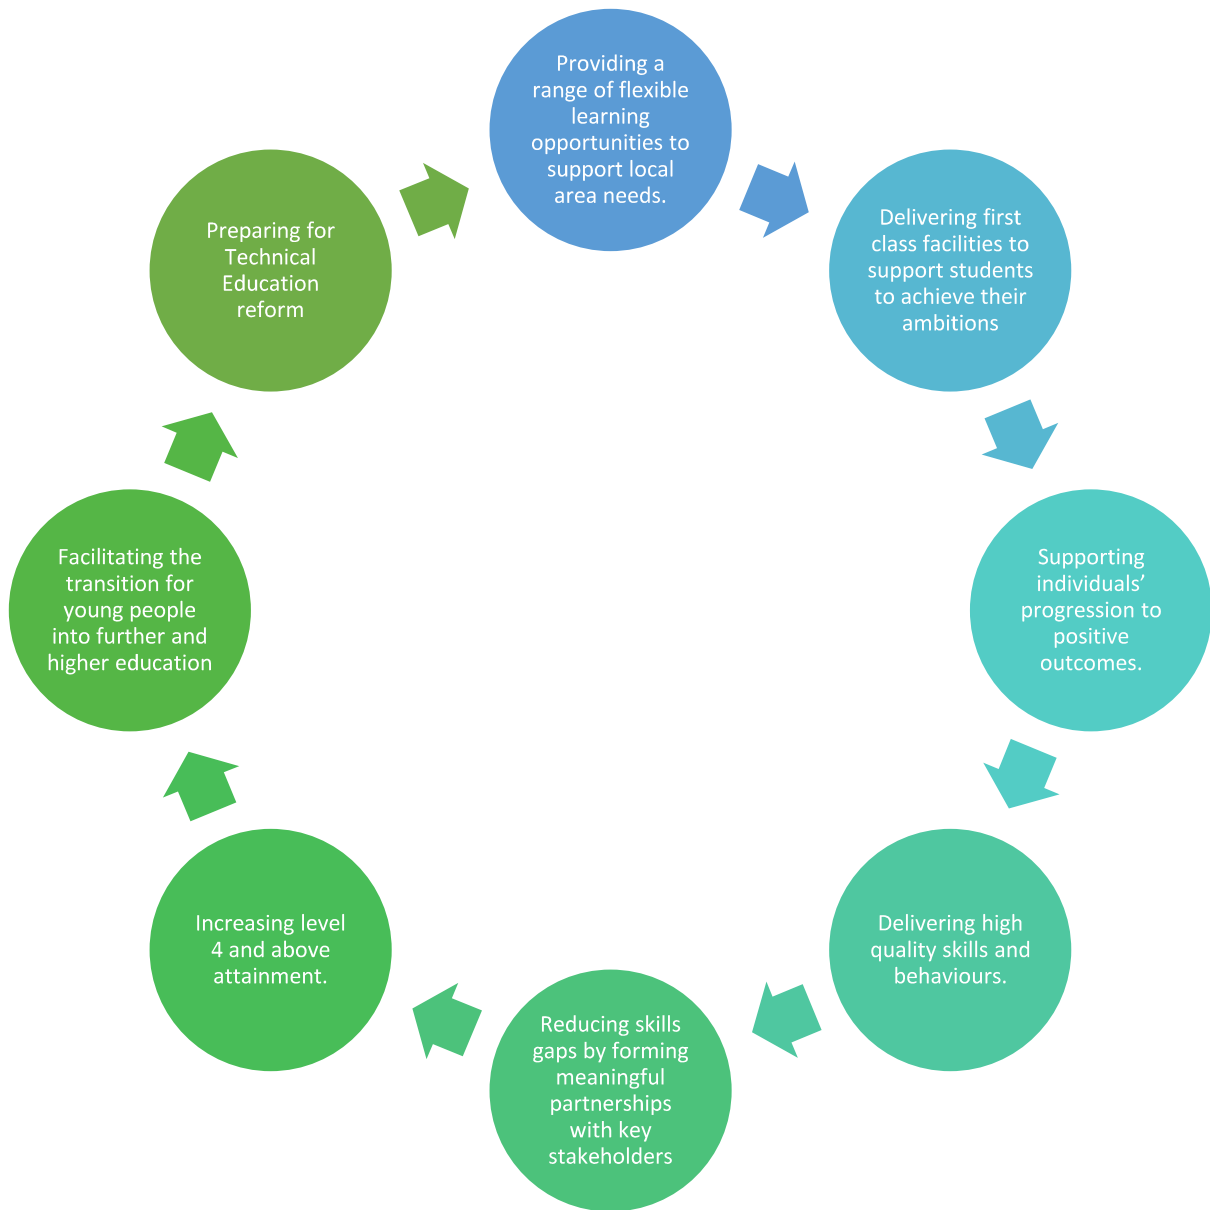 Providing a
range of flexible
learning
opportunities to
support local
area needs.
Delivering first
class facilities to
support students
to achieve their
ambitions
Supporting
individuals’
progression to
positive
outcomes.
Delivering high
quality skills and
behaviours.
Reducing skills
gaps by forming
meaningful
partnerships
with key
stakeholders
Increasing level
4 and above
attainment.
Facilitating the
transition for
young people
into further and
higher education
Preparing for
Technical
Education
reform